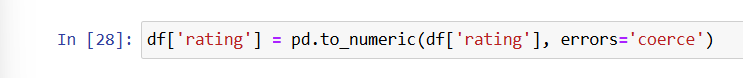 In [28]: df['rating'] = pd.to_numeric(df['rating'], errors='coerce')